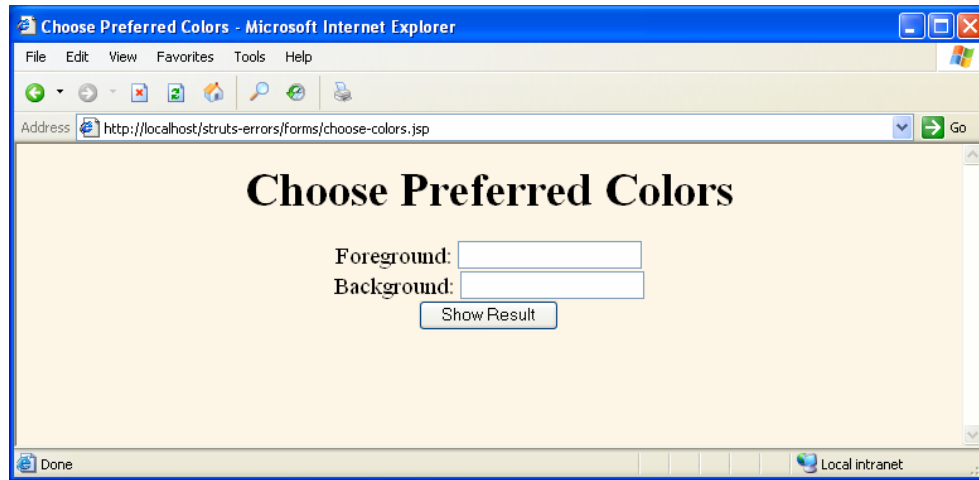 Choose Preferred Colors - Microsoft Internet Explorer
File Edit View Favorites Tools Help
Address http://localhost/struts-errors/forms/choose-colors.jsp Go
Choose Preferred Colors
Foreground:
Background:
Show Result
Done Local intranet